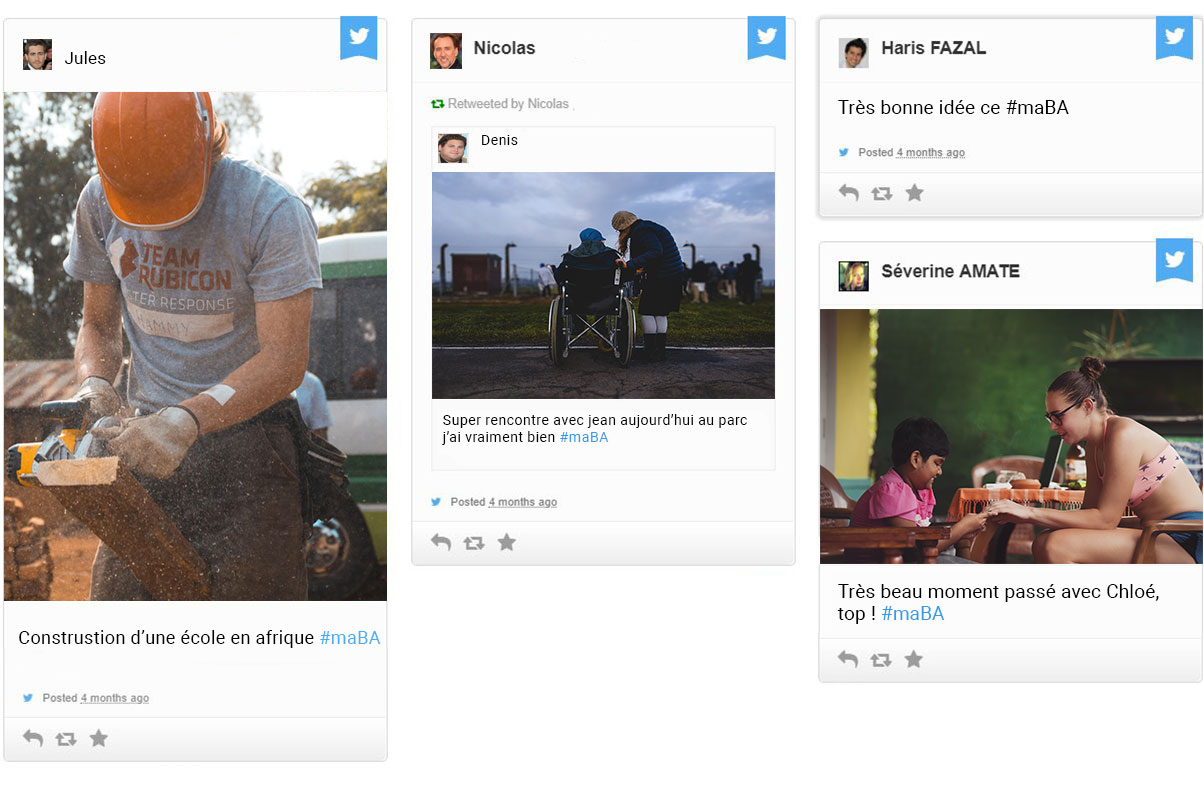 Jules
TEAM
RUBICON
RESPONSE
Construstion d’une école en afrique #maBA
Posted 4 months ago
Nicolas
Retweeted by Nicolas
Denis
Super rencontre avec jean aujourd’hui au parc
j’ai vraiment bien #maBA
Posted 4 months ago
Haris FAZAL
Très bonne idée ce #maBA
Posted 4 months ago
Séverine AMATE
Très beau moment passé avec Chloé,
top ! #maBA